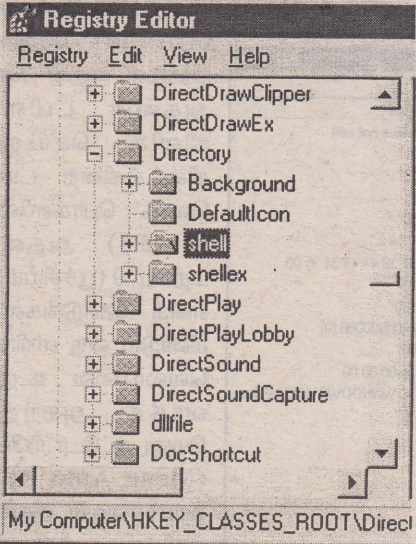 Registry Editor
Registry Edit View Help
DirectDrawClipper
DirectDrawEx
Directory
Background
DefaultIcon
shell
shellex
DirectPlay
DirectPlayLobby
DirectSound
DirectSoundCapture
dllfile
DocShortcut
My Computer\HKEY_CLASSES_ROOT\Direct